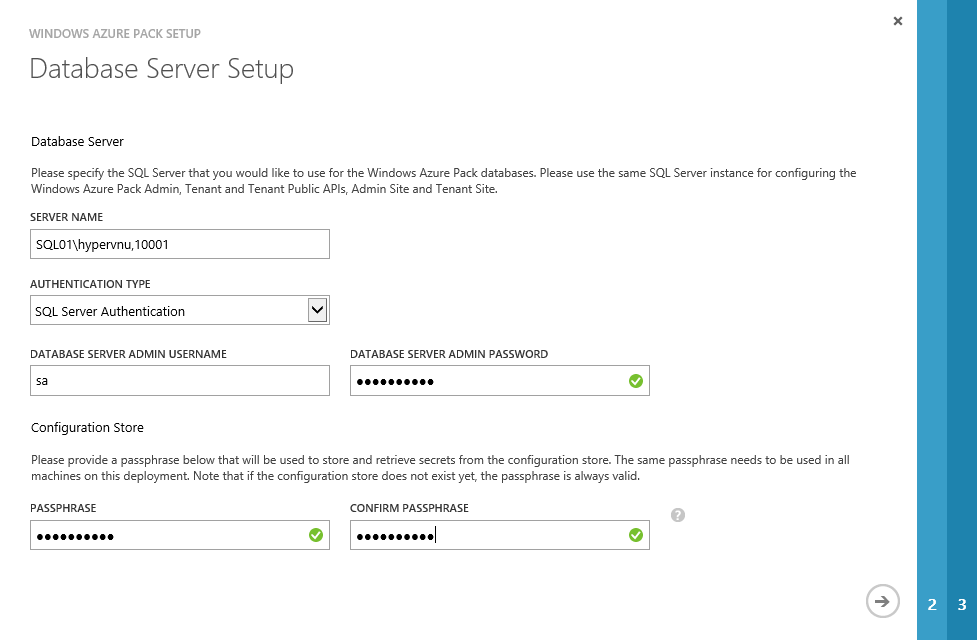 WINDOWS AZURE PACK SETUP
Database Server Setup
Database Server
Please specify the SQL Server that you would like to use for the Windows Azure Pack databases. Please use the same SQL Server instance for configuring the
Windows Azure Pack Admin, Tenant and Tenant Public APIs, Admin Site and Tenant Site.
SERVER NAME
SQL01\hypervnu,10001
AUTHENTICATION TYPE
SQL Server Authentication
DATABASE SERVER ADMIN USERNAME
DATABASE SERVER ADMIN PASSWORD
sa
●●●●●●●●●●
Configuration Store
Please provide a passphrase below that will be used to store and retrieve secrets from the configuration store. The same passphrase needs to be used in all
machines on this deployment. Note that if the configuration store does not exist yet, the passphrase is always valid.
PASSPHRASE
CONFIRM PASSPHRASE
●●●●●●●●●●
●●●●●●●●●●
?
2
3